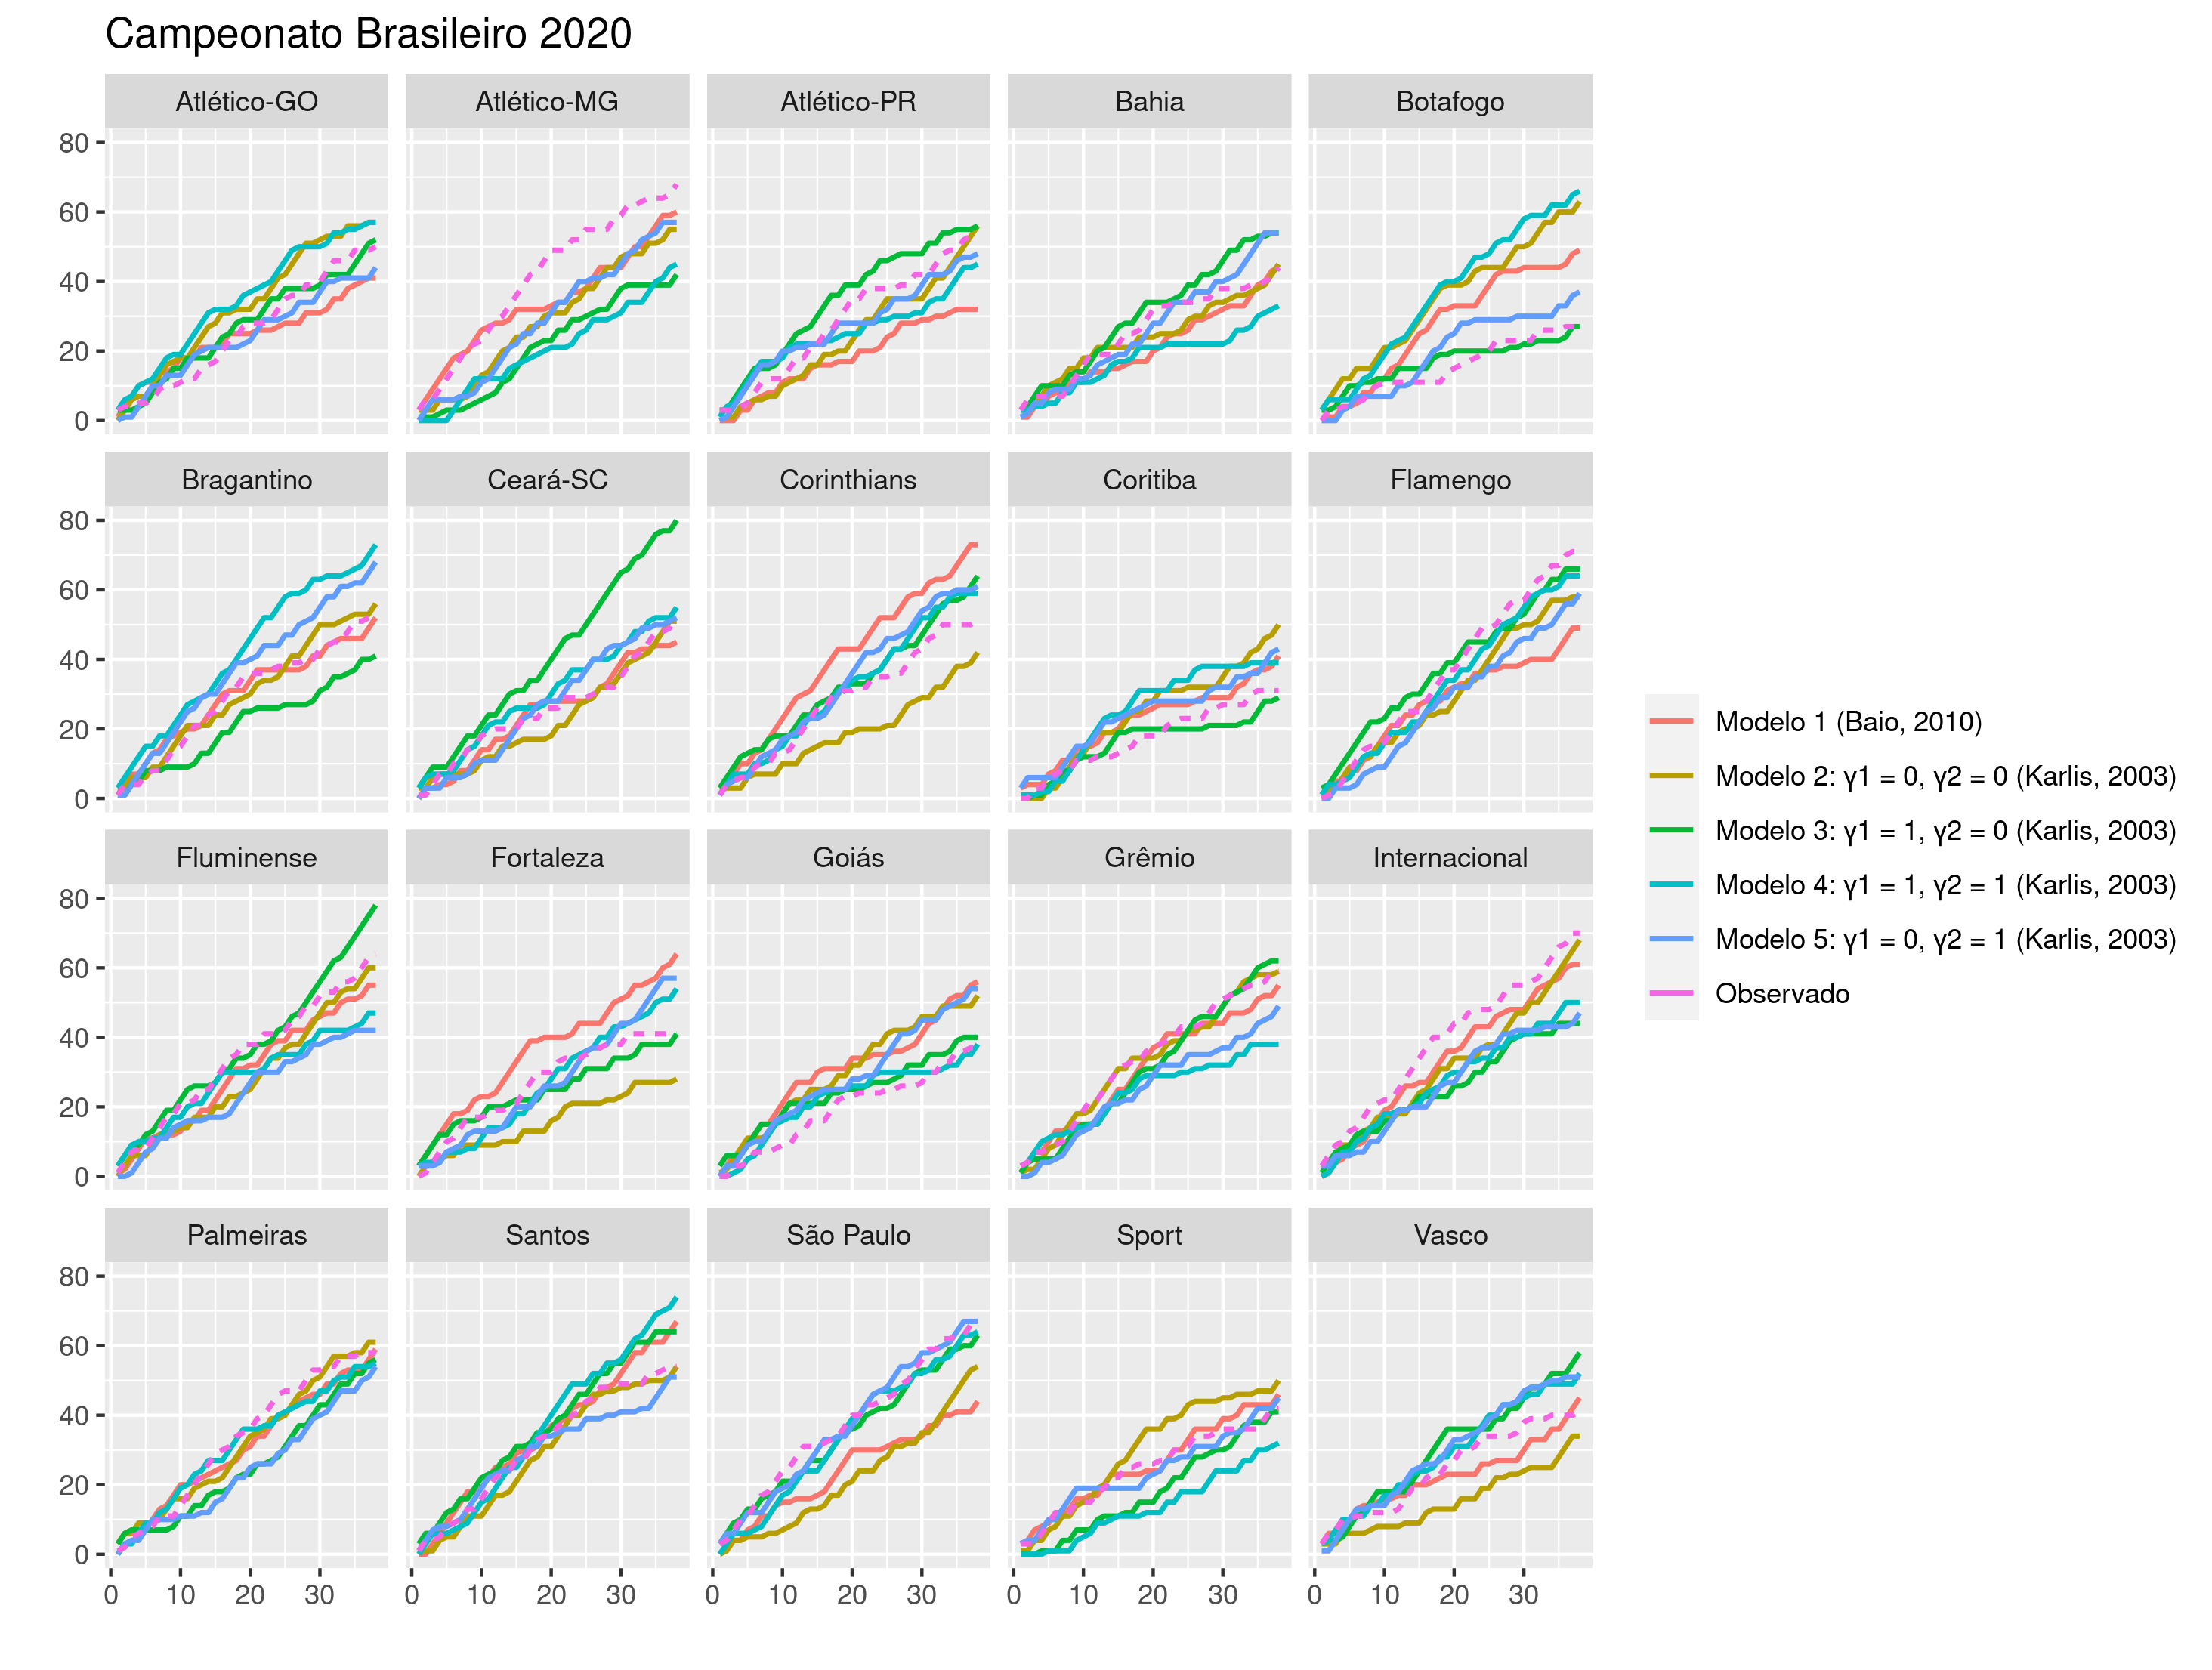 Campeonato Brasileiro 2020
Atlético-GO Atlético-MG Atlético-PR Bahia Botafogo
80
60
40
20
0
Bragantino Ceará-SC Corinthians Coritiba Flamengo
80
60
40
20
0
Fluminense Fortaleza Goiás Grêmio Internacional
80
60
40
20
0
Palmeiras Santos São Paulo Sport Vasco
80
60
40
20
0
0 10 20 30 0 10 20 30 0 10 20 30 0 10 20 30 0 10 20 30
Modelo 1 (Baio, 2010)
Modelo 2: γ1 = 0, γ2 = 0 (Karlis, 2003)
Modelo 3: γ1 = 1, γ2 = 0 (Karlis, 2003)
Modelo 4: γ1 = 1, γ2 = 1 (Karlis, 2003)
Modelo 5: γ1 = 0, γ2 = 1 (Karlis, 2003)
Observado